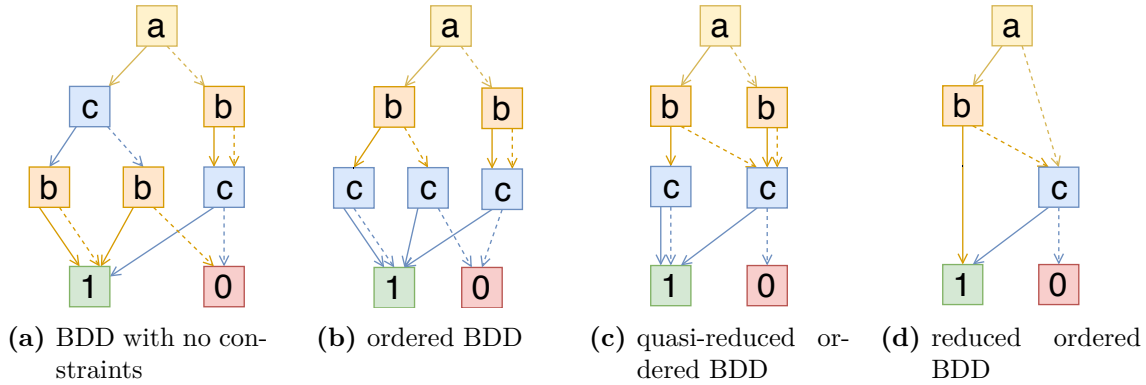 a
a
a
a
c
b
b
b
b
b
b
b
b
c
c
c
c
c
c
c
1
0
1
0
1
0
1
0
(a) BDD with no con-
straints
(b) ordered BDD
(c) quasi-reduced or-
dered BDD
(d) reduced ordered
BDD